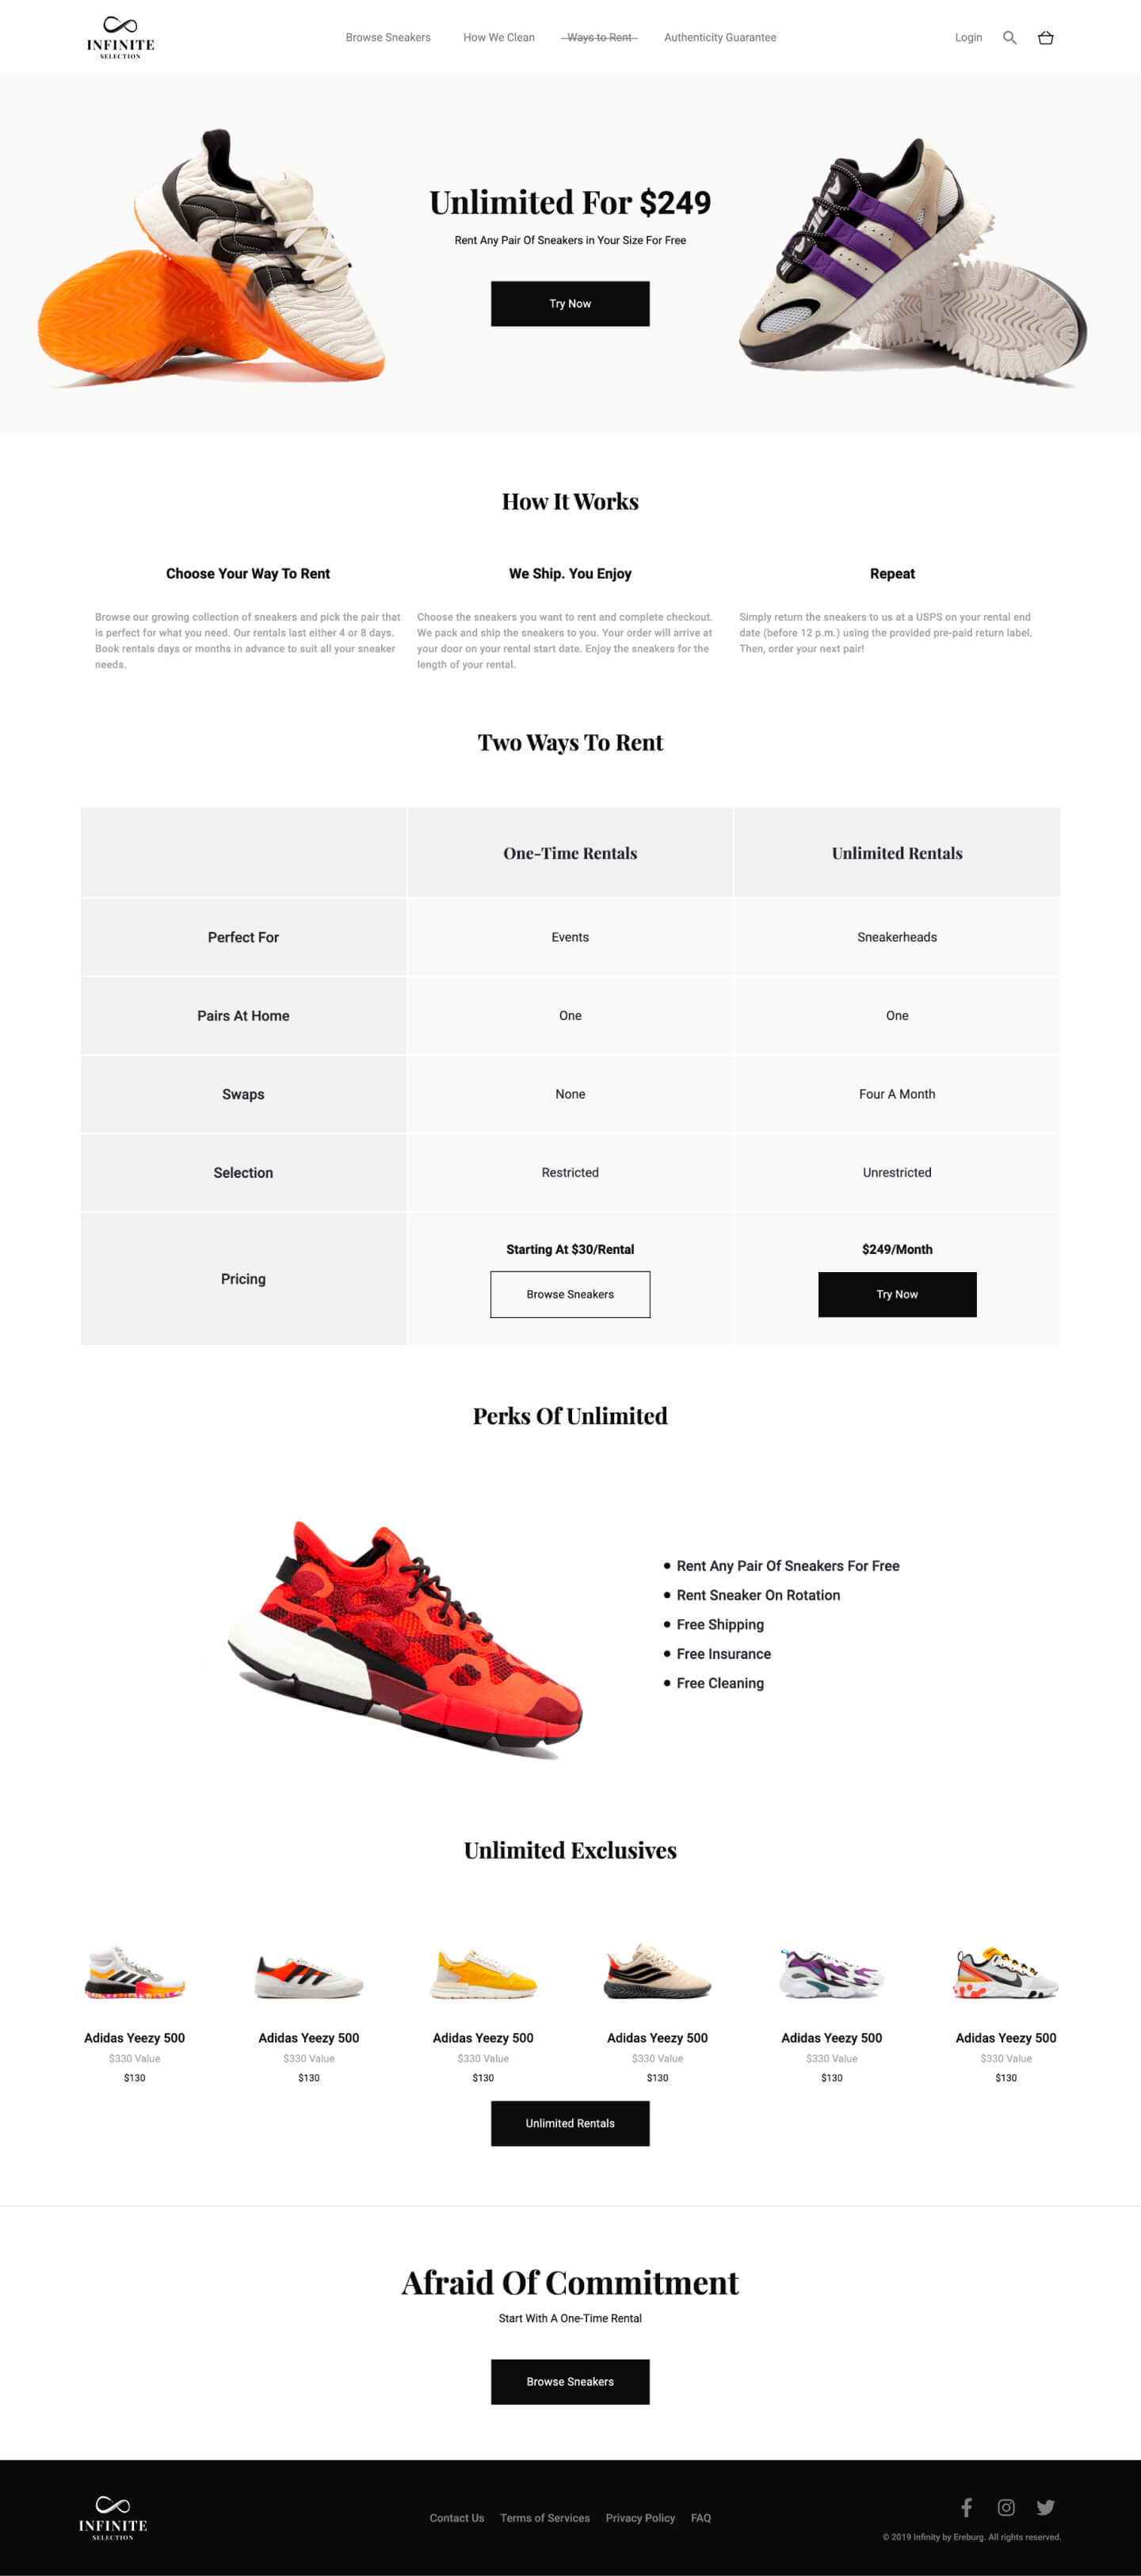 INFINITE
SELECTION
Browse Sneakers
How We Clean
Ways to Rent
Authenticity Guarantee
Login
Unlimited For $249
Rent Any Pair Of Sneakers in Your Size For Free
Try Now
How It Works
Choose Your Way To Rent
Browse our growing collection of sneakers and pick the pair that
is perfect for what you need. Our rentals last either 4 or 8 days.
Book rentals days or months in advance to suit all your sneaker
needs.
We Ship. You Enjoy
Choose the sneakers you want to rent and complete checkout.
We pack and ship the sneakers to you. Your order will arrive at
your door on your rental start date. Enjoy the sneakers for the
length of your rental.
Repeat
Simply return the sneakers to us at a USPS on your rental end
date (before 12 p.m.) using the provided pre-paid return label.
Then, order your next pair!
Two Ways To Rent
One-Time Rentals
Unlimited Rentals
Perfect For
Events
Sneakerheads
Pairs At Home
One
One
Swaps
None
Four A Month
Selection
Restricted
Unrestricted
Pricing
Starting At $30/Rental
Browse Sneakers
$249/Month
Try Now
Perks Of Unlimited
Rent Any Pair Of Sneakers For Free
Rent Sneaker On Rotation
Free Shipping
Free Insurance
Free Cleaning
Unlimited Exclusives
Adidas Yeezy 500
$330 Value
$130
Adidas Yeezy 500
$330 Value
$130
Adidas Yeezy 500
$330 Value
$130
Adidas Yeezy 500
$330 Value
$130
Adidas Yeezy 500
$330 Value
$130
Adidas Yeezy 500
$330 Value
$130
Unlimited Rentals
Afraid Of Commitment
Start With A One-Time Rental
Browse Sneakers
INFINITE
SELECTION
Contact Us
Terms of Services
Privacy Policy
FAQ
© 2019 Infinity by Ereburg. All rights reserved.